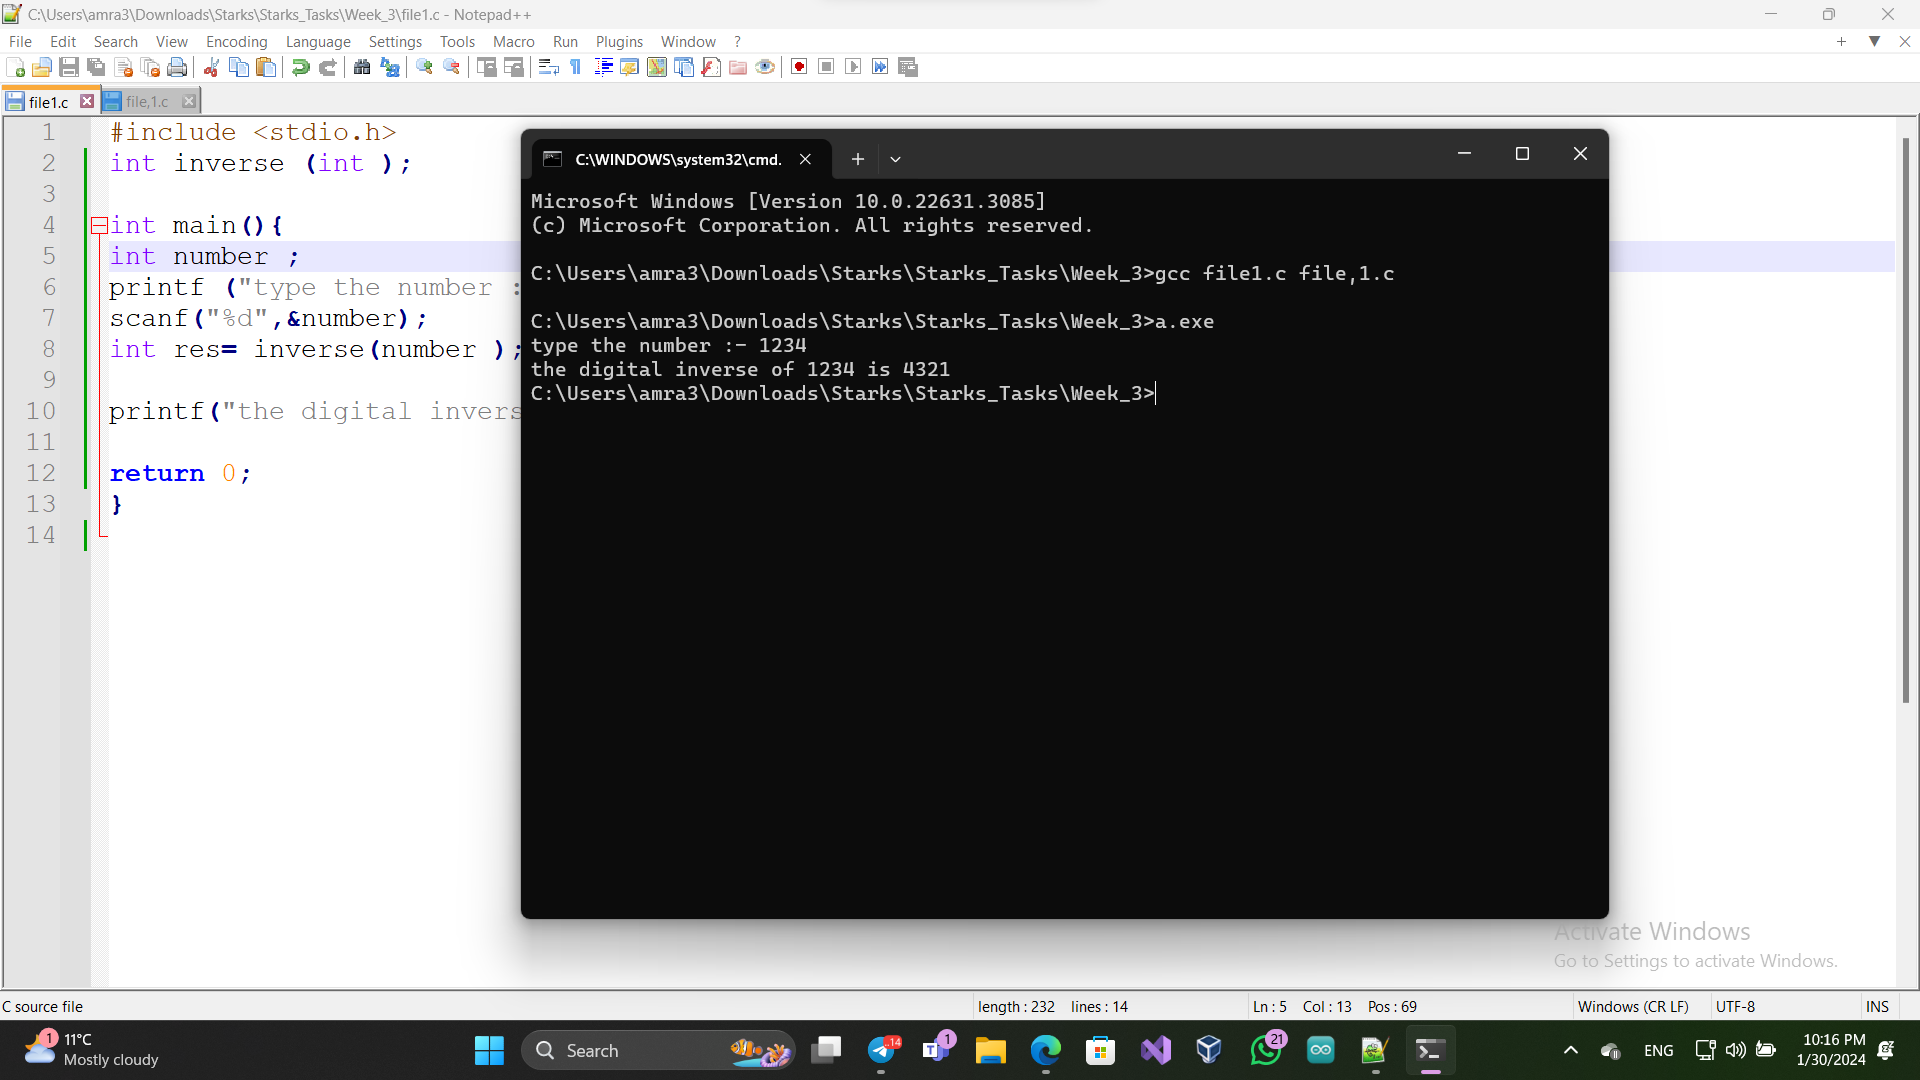 C:\Users\amra3\Downloads\Starks\Starks_Tasks\Week_3\file1.c - Notepad++
File Edit Search View Encoding Language Settings Tools Macro Run Plugins Window ?
file1.c file,1.c
1 #include <stdio.h>
2 int inverse (int );
3
4 int main(){
5 int number ;
6 printf ("type the number :
7 scanf("%d",&number);
8 int res= inverse(number );
9
10 printf("the digital invers
11
12 return 0;
13 }
14
C:\WINDOWS\system32\cmd.
Microsoft Windows [Version 10.0.22631.3085]
(c) Microsoft Corporation. All rights reserved.
C:\Users\amra3\Downloads\Starks\Starks_Tasks\Week_3>gcc file1.c file,1.c
C:\Users\amra3\Downloads\Starks\Starks_Tasks\Week_3>a.exe
type the number :- 1234
the digital inverse of 1234 is 4321
C:\Users\amra3\Downloads\Starks\Starks_Tasks\Week_3>
Activate Windows
Go to Settings to activate Windows.
C source file length : 232 lines : 14 Ln : 5 Col : 13 Pos : 69 Windows (CR LF) UTF-8 INS
1 11°C
Mostly cloudy
Search
..14
1
21
ENG
10:16 PM
1/30/2024